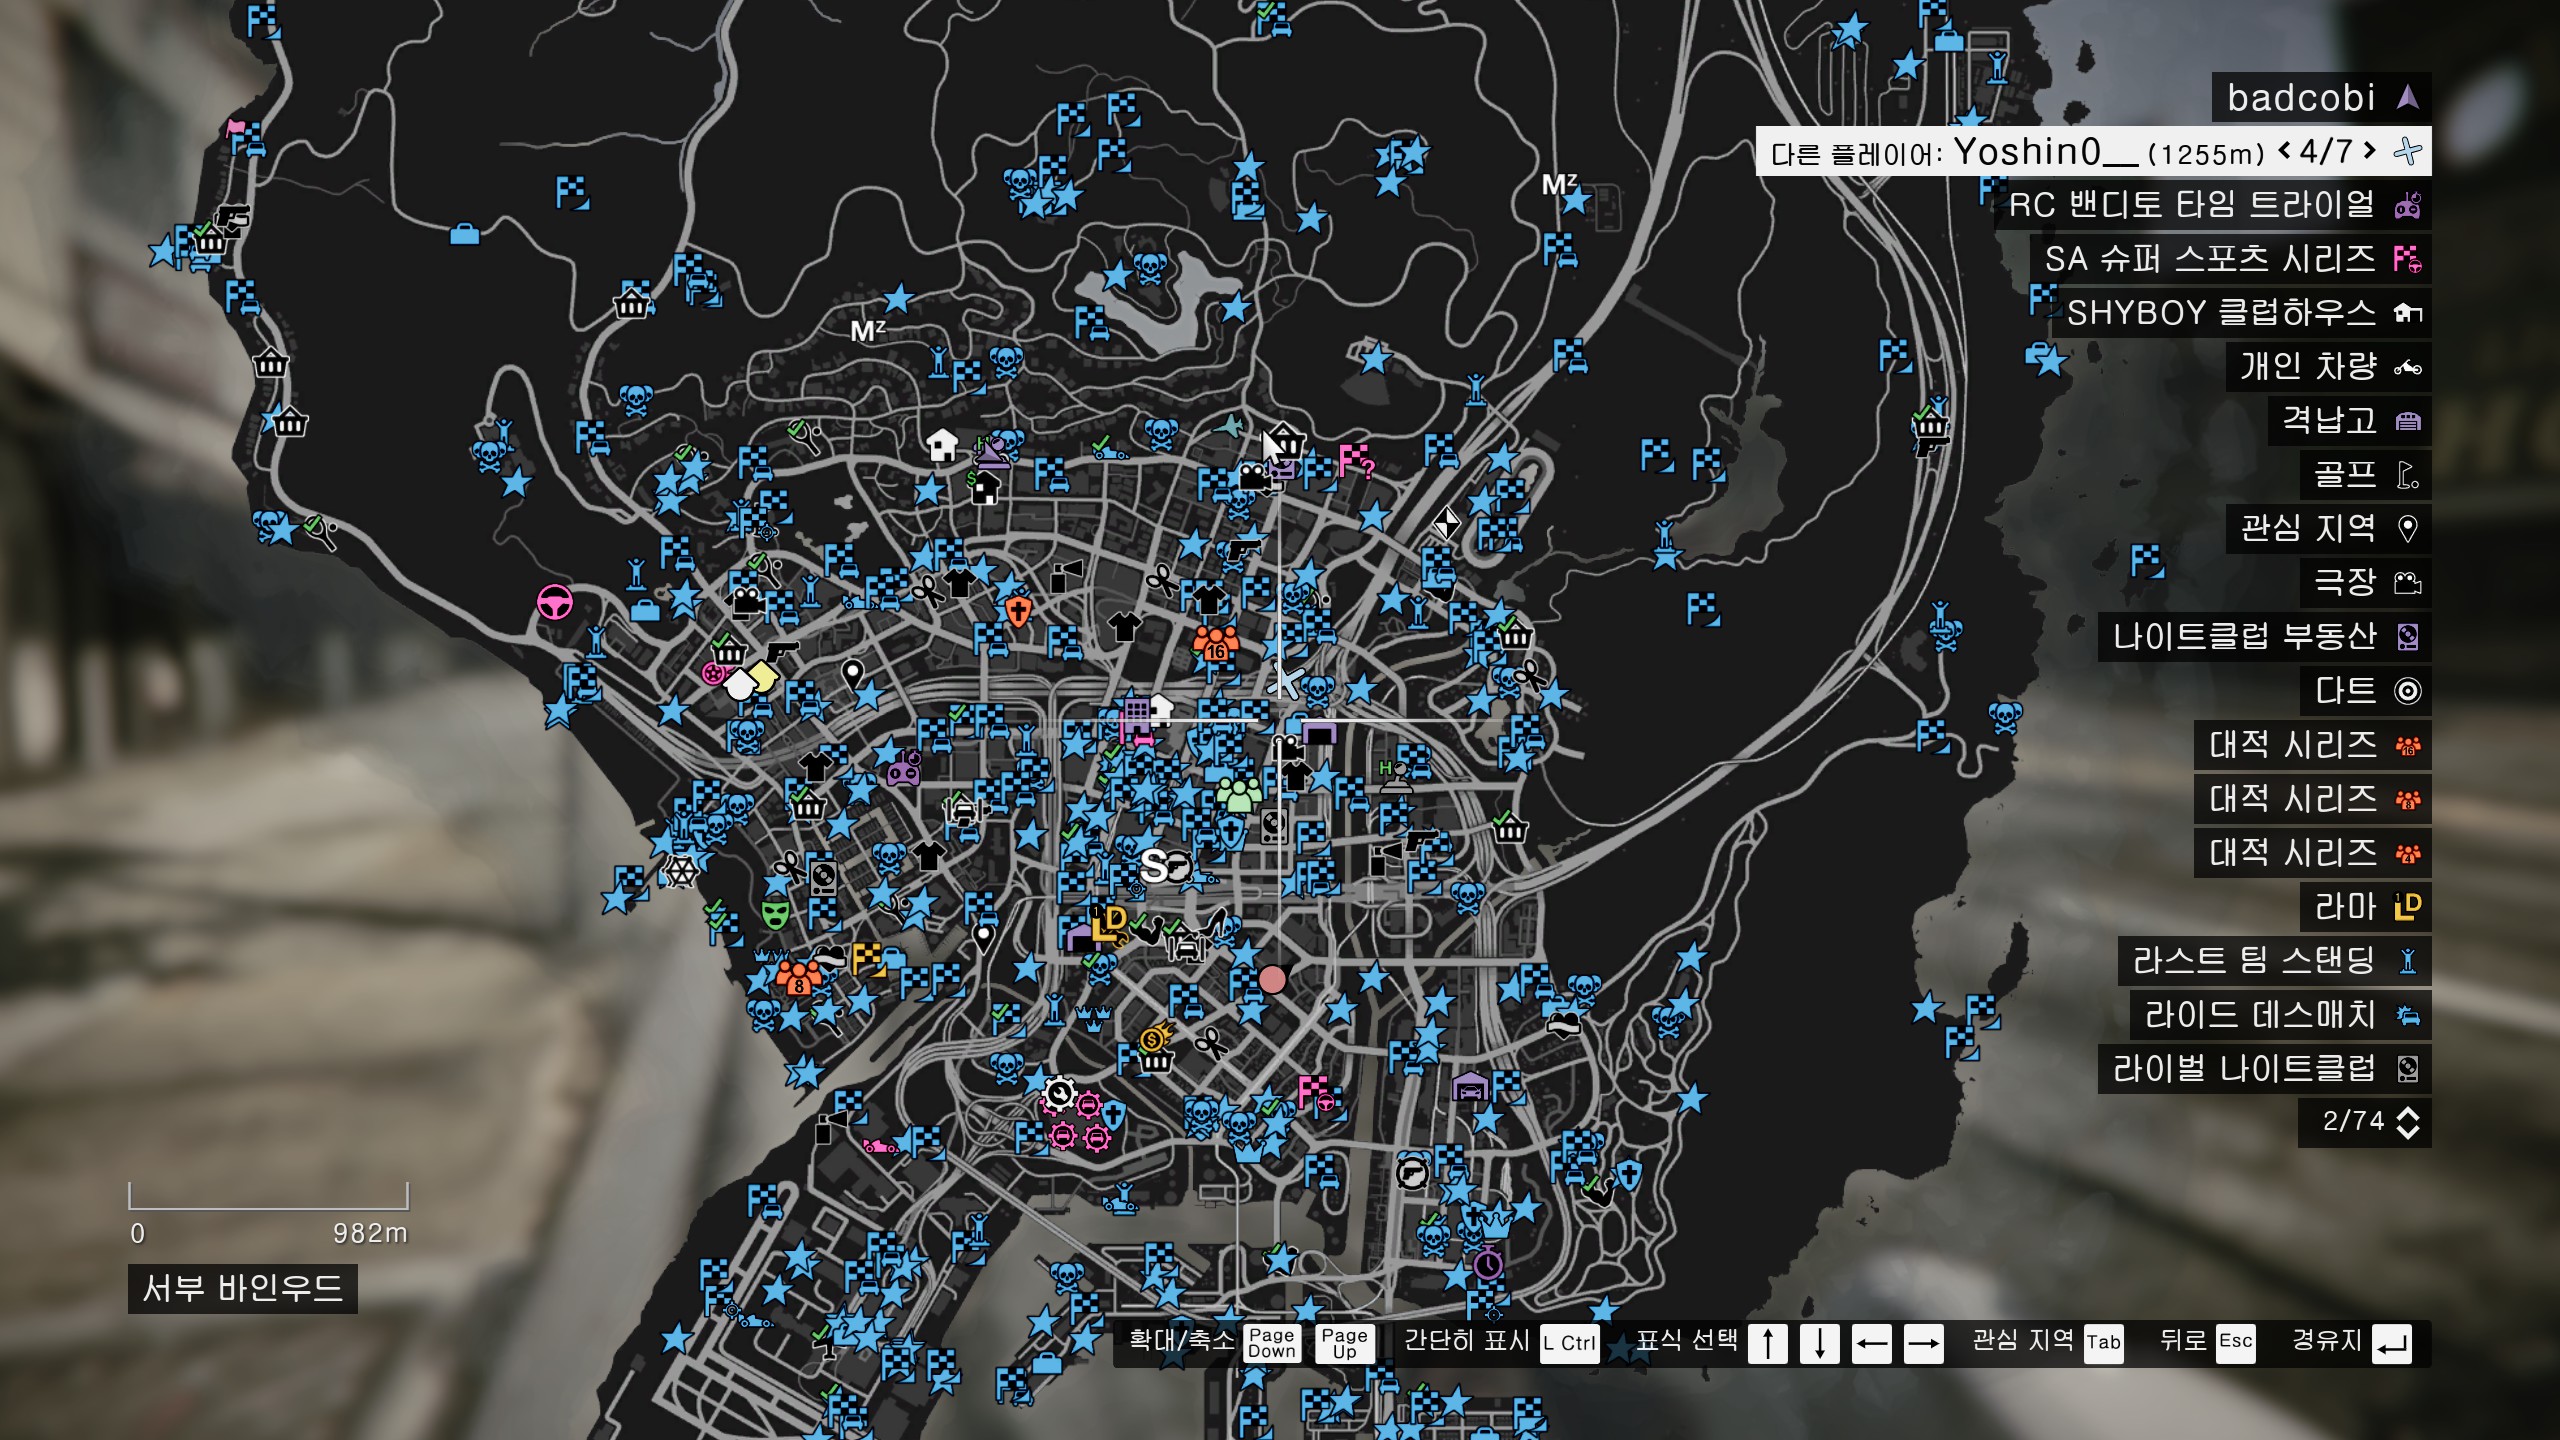 badcobi
다른 플레이어: Yoshin0__ (1255m) < 4/7 >
RC 밴디토 타임 트라이얼
SA 슈퍼 스포츠 시리즈
SHYBOY 클럽하우스
개인 차량
격납고
골프
관심 지역
극장
나이트클럽 부동산
다트
대적 시리즈 16
대적 시리즈 8
대적 시리즈 4
라마 LD
라스트 팀 스탠딩
라이드 데스매치
라이벌 나이트클럽
2/74
Mz
Mz
H
$
?
16
H
S
1 LD
8
$
0 982m
서부 바인우드
확대/축소 Page Down Page Up 간단히 표시 L Ctrl 표식 선택 ↑ ↓ ← → 관심 지역 Tab 뒤로 Esc 경유지